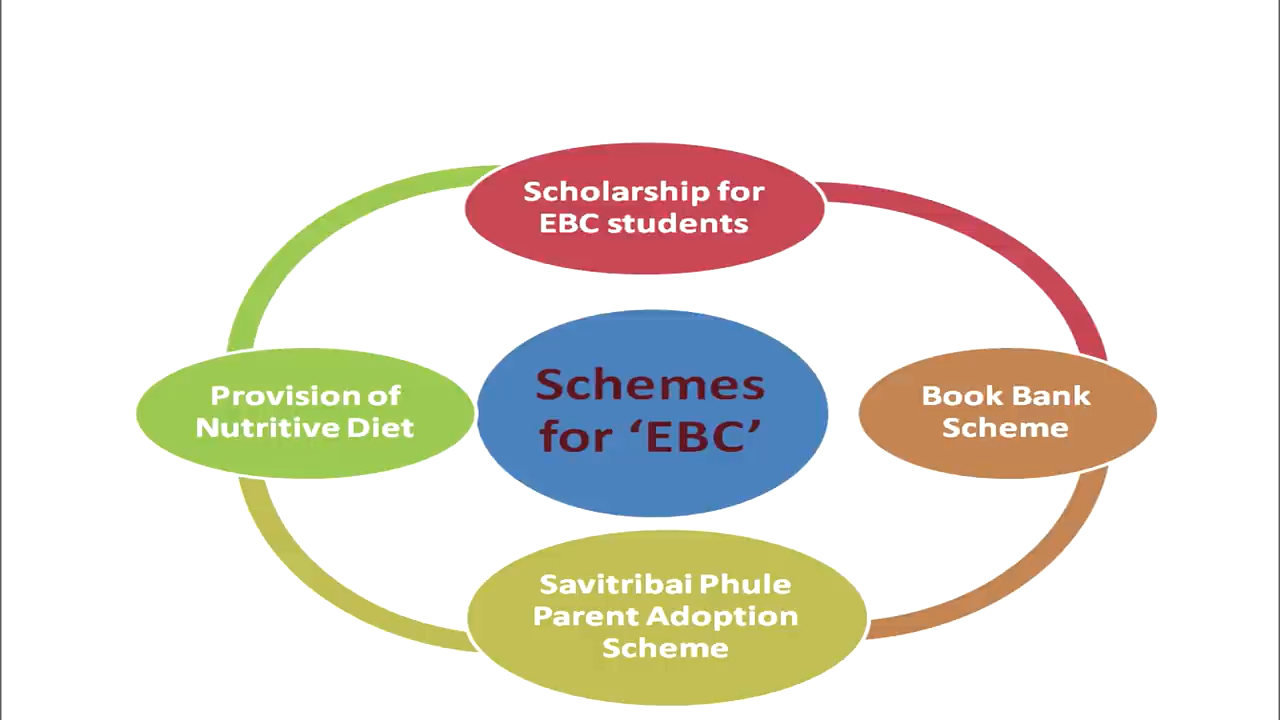 Scholarship for
EBC students
Provision of
Nutritive Diet
Schemes
for ‘EBC’
Book Bank
Scheme
Savitribai Phule
Parent Adoption
Scheme